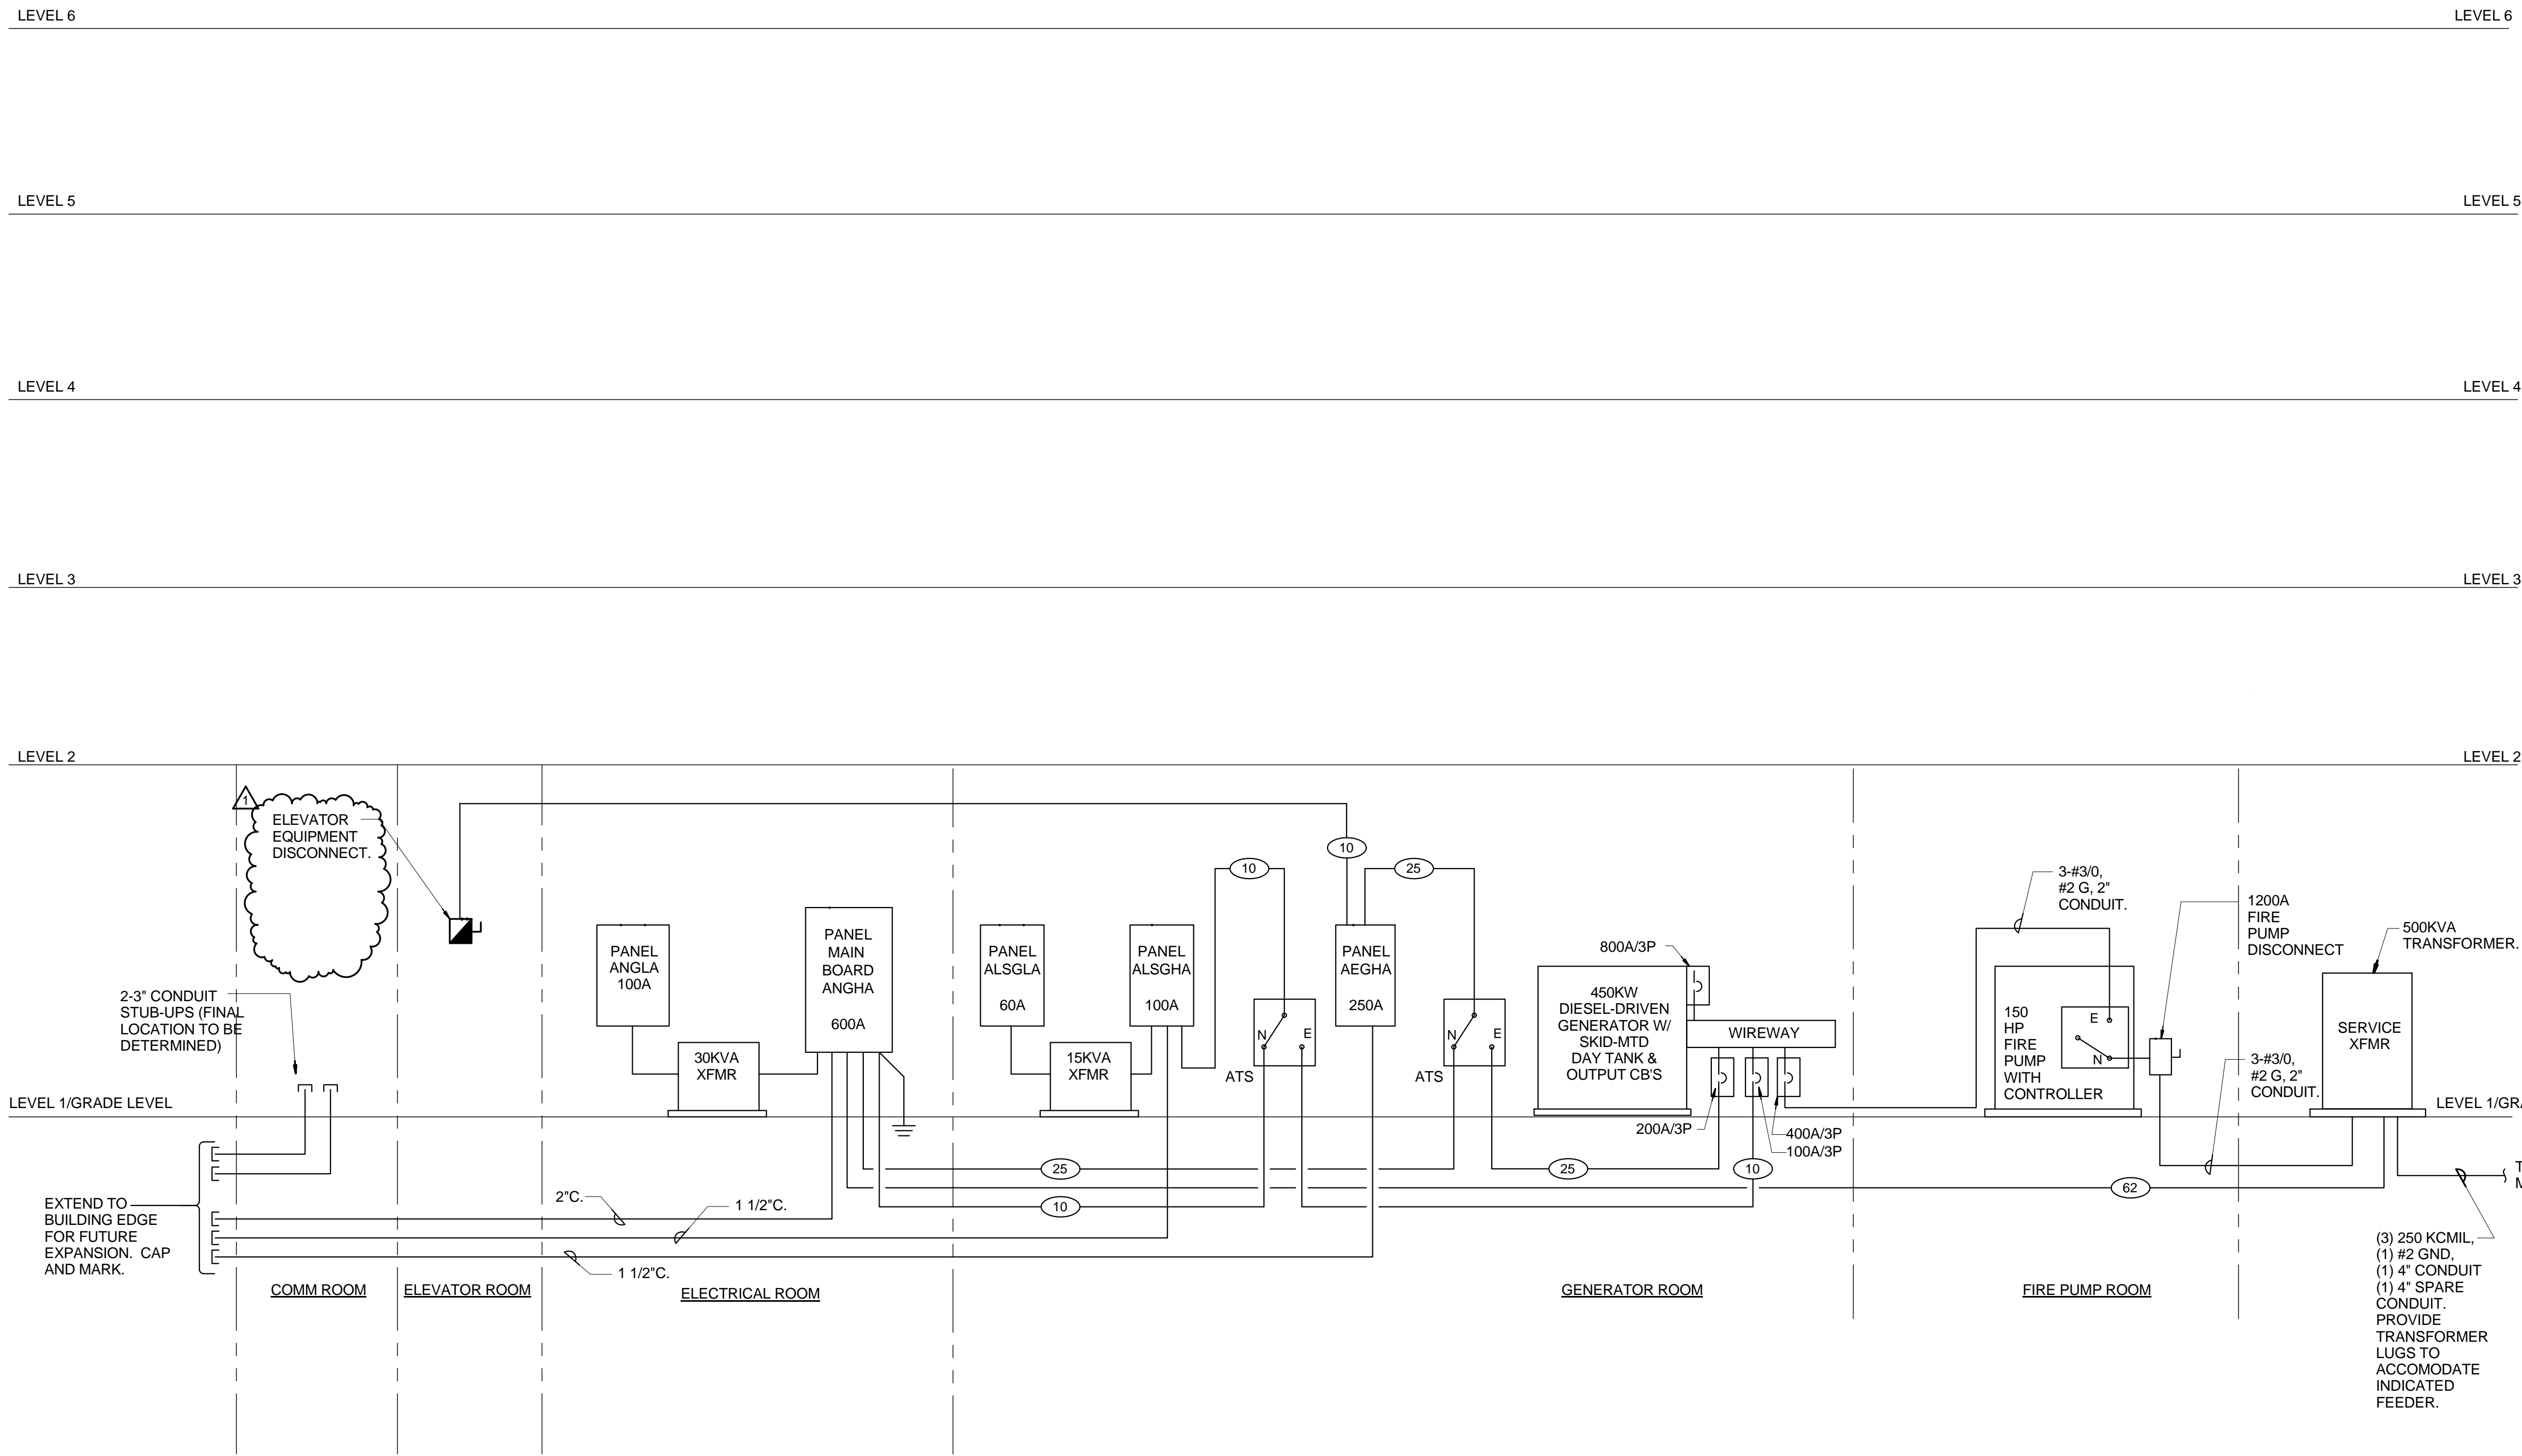 LEVEL 6
LEVEL 6
LEVEL 5
LEVEL 5
LEVEL 4
LEVEL 4
LEVEL 3
LEVEL 3
LEVEL 2
LEVEL 2
1
ELEVATOR
EQUIPMENT
DISCONNECT.
2-3" CONDUIT
STUB-UPS (FINAL
LOCATION TO BE
DETERMINED)
PANEL
ANGLA
100A
30KVA
XFMR
PANEL
MAIN
BOARD
ANGHA
600A
PANEL
ALSGLA
60A
15KVA
XFMR
PANEL
ALSGHA
100A
10
N
E
ATS
10
PANEL
AEGHA
250A
25
N
E
ATS
800A/3P
450KW
DIESEL-DRIVEN
GENERATOR W/
SKID-MTD
DAY TANK &
OUTPUT CB'S
WIREWAY
200A/3P
400A/3P
100A/3P
3-#3/0,
#2 G, 2"
CONDUIT.
150
HP
FIRE
PUMP
WITH
CONTROLLER
E
N
1200A
FIRE
PUMP
DISCONNECT
3-#3/0,
#2 G, 2"
CONDUIT.
500KVA
TRANSFORMER.
SERVICE
XFMR
LEVEL 1/GRADE LEVEL
LEVEL 1/GRA
25
25
10
62
10
EXTEND TO
BUILDING EDGE
FOR FUTURE
EXPANSION.  CAP
AND MARK.
2"C.
1 1/2"C.
1 1/2"C.
T
M
(3) 250 KCMIL,
(1) #2 GND,
(1) 4" CONDUIT
(1) 4" SPARE
CONDUIT.
PROVIDE
TRANSFORMER
LUGS TO
ACCOMODATE
INDICATED
FEEDER.
COMM ROOM
ELEVATOR ROOM
ELECTRICAL ROOM
GENERATOR ROOM
FIRE PUMP ROOM